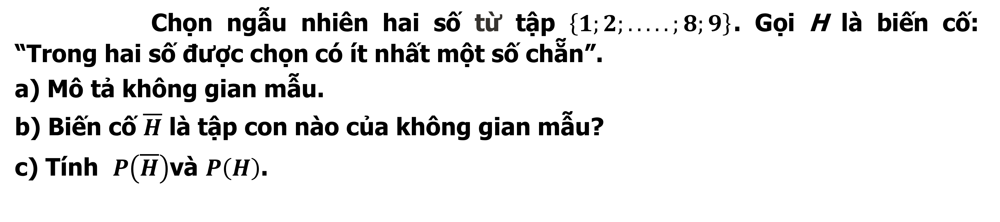 Chọn ngẫu nhiên hai số từ tập {1; 2; . . . . . ; 8; 9}. Gọi H là biến cố:
“Trong hai số được chọn có ít nhất một số chẵn”.
a) Mô tả không gian mẫu.
b) Biến cố H̅ là tập con nào của không gian mẫu?
c) Tính P(H̅)và P(H).